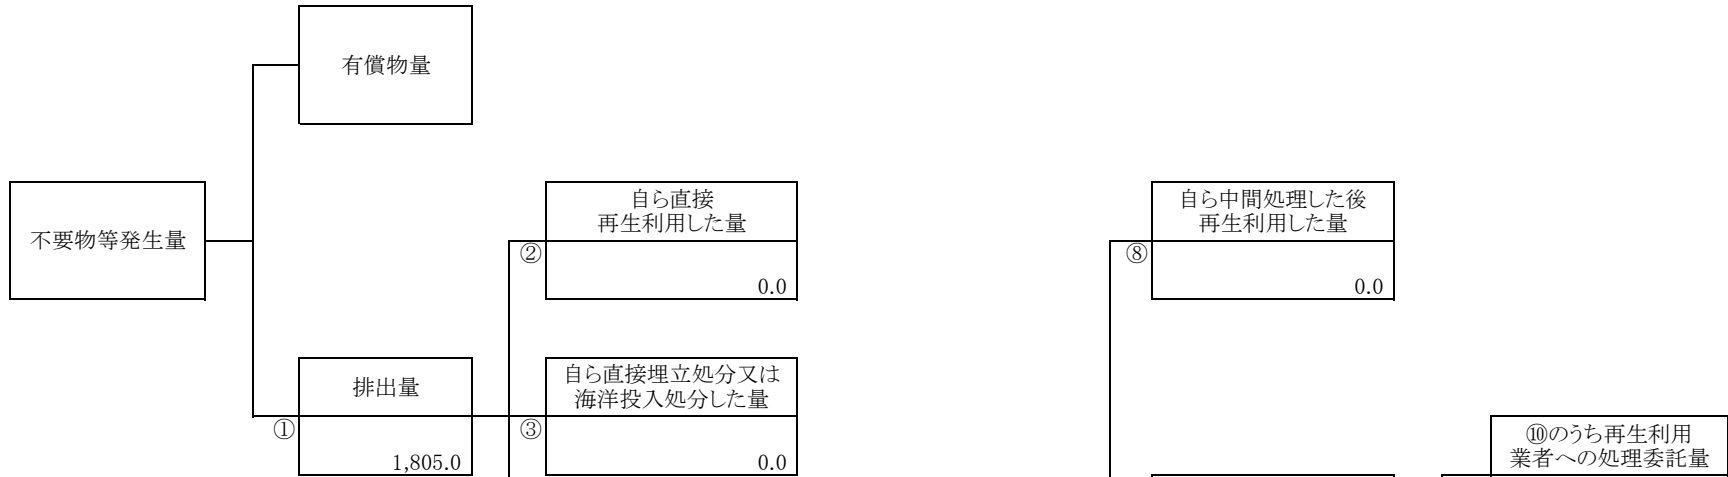 有償物量
不要物等発生量
自ら直接
再生利用した量
②
0.0
自ら中間処理した後
再生利用した量
⑧
0.0
排出量
①
1,805.0
自ら直接埋立処分又は
海洋投入処分した量
③
0.0
⑩のうち再生利用
業者への処理委託量